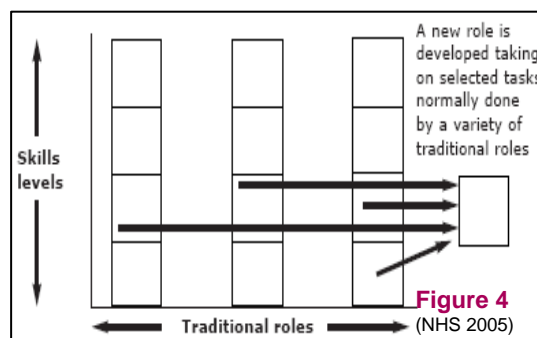 A new role is
developed taking
on selected tasks
normally done
by a variety of
traditional roles
Skills
levels
Traditional roles
Figure 4
(NHS 2005)